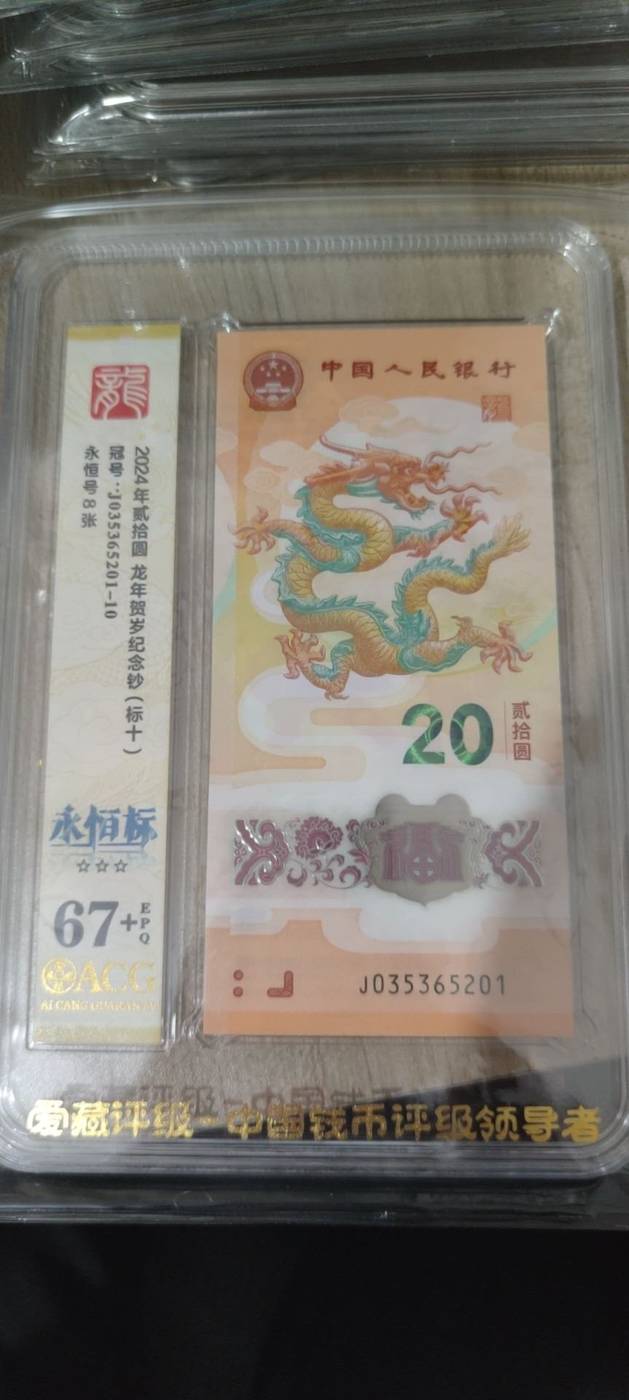 龍
2024年贰拾圆 龙年贺岁纪念钞(标十)
冠号:J035365201-10
永恒号8张
永恒标
☆☆☆
67+EPQ
ACG
AI CANG GUARANTY
中国人民银行
20
贰拾圆
J035365201
爱藏评级-中国钱币评级领导者